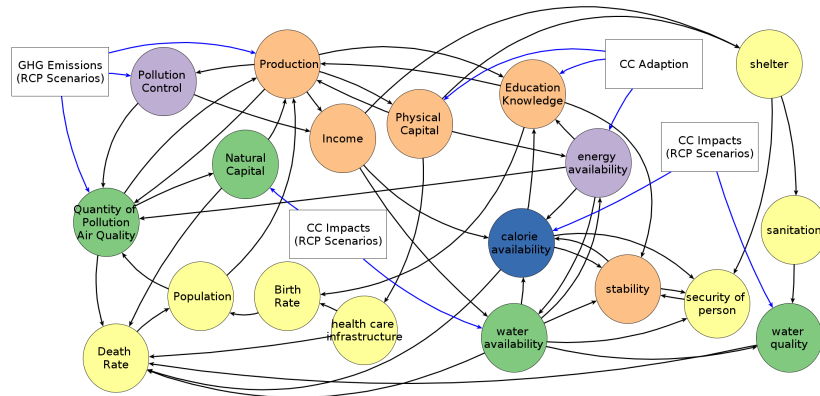 GHG Emissions
(RCP Scenarios)
Pollution
Control
Production
CC Adaption
shelter
Education
Knowledge
Physical
Capital
Income
Natural
Capital
energy
availability
CC Impacts
(RCP Scenarios)
Quantity of
Pollution
Air Quality
CC Impacts
(RCP Scenarios)
calorie
availability
sanitation
Population
Birth
Rate
stability
security of
person
health care
infrastructure
water
availability
water
quality
Death
Rate